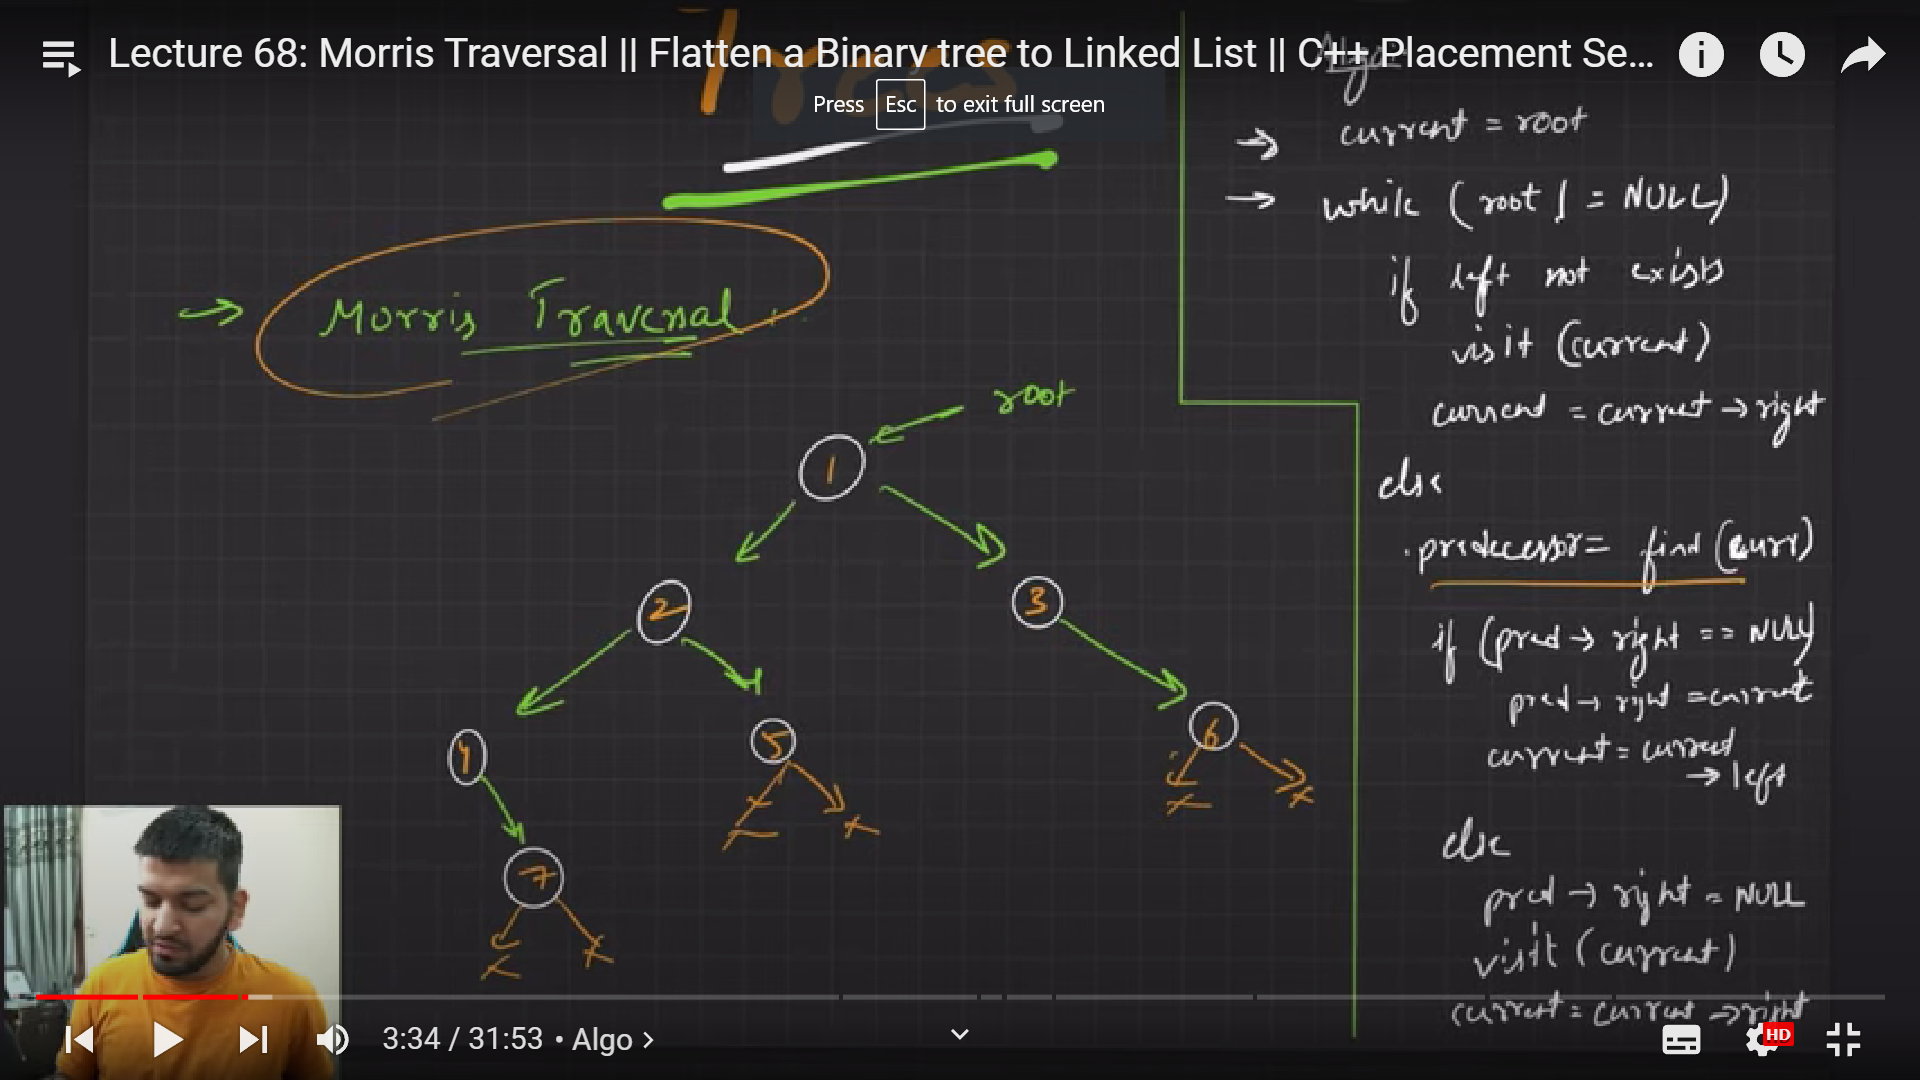 Lecture 68: Morris Traversal || Flatten a Binary tree to Linked List || C++ Placement Se...
Press Esc to exit full screen
Trees
Morris Traversal
root
1
2
3
4
5
6
7
Algo
current = root
while (root != NULL)
if left not exists
visit (current)
current = current → right
else
predecessor = find (curr)
if (pred → right == NULL)
pred → right = current
current = current
→ left
else
pred → right = NULL
visit (current)
current = current → right
3:34 / 31:53 • Algo >
HD